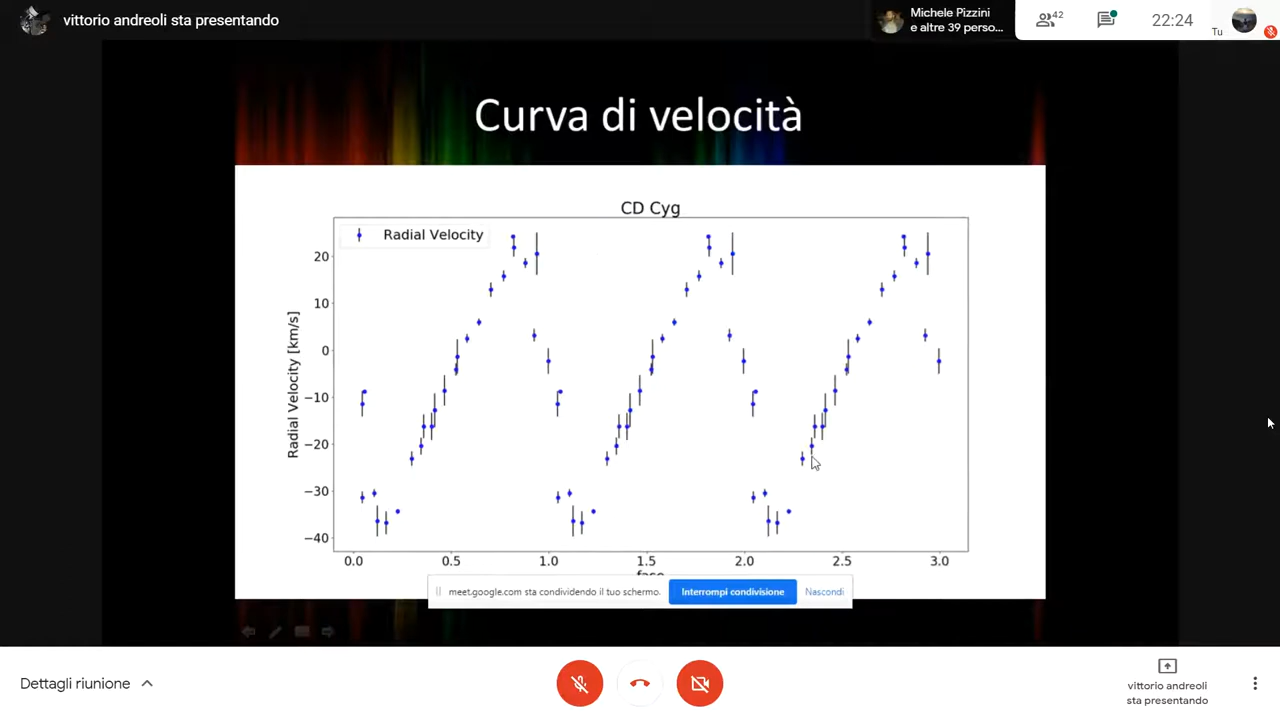 vittorio andreoli sta presentando
Michele Pizzini
e altre 39 perso...
42
22:24
Tu
Curva di velocità
CD Cyg
Radial Velocity
Radial Velocity [km/s]
20
10
0
−10
−20
−30
−40
0.0 0.5 1.0 1.5 2.0 2.5 3.0
fase
meet.google.com sta condividendo il tuo schermo. Interrompi condivisione Nascondi
Dettagli riunione
vittorio andreoli
sta presentando